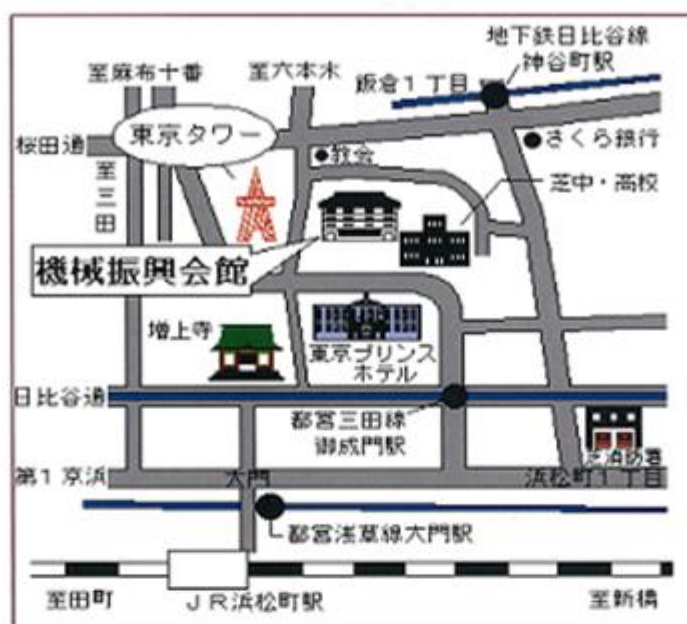 地下鉄日比谷線
神谷町駅
至麻布十番
至六本木
飯倉1丁目
桜田通
東京タワー
教会
さくら銀行
至三田
芝中・高校
機械振興会館
増上寺
東京プリンス
ホテル
日比谷通
都営三田線
御成門駅
芝消防署
第1京浜
大門
浜松町1丁目
都営浅草線大門駅
至田町
JR浜松町駅
至新橋